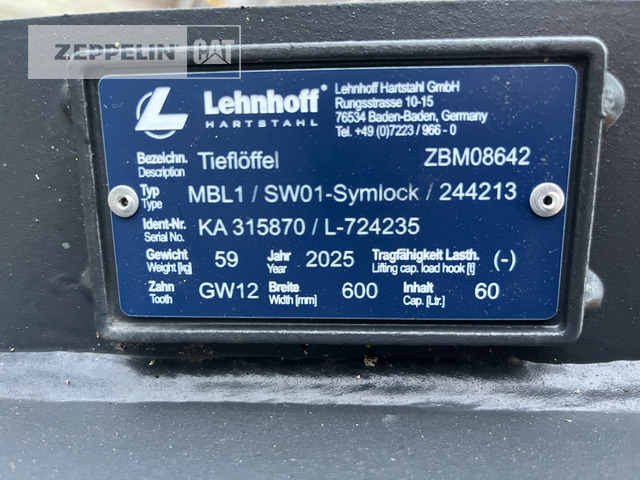 ZEPPELIN CAT
Lehnhoff®
HARTSTAHL
Lehnhoff Hartstahl GmbH
Rungsstrasse 10-15
76534 Baden-Baden, Germany
Tel. +49 (0)7223 / 966 - 0
Bezeichn. Tieflöffel ZBM08642
Description
Typ MBL1 / SW01-Symlock / 244213
Type
Ident-Nr. KA 315870 / L-724235
Serial No.
Gewicht 59 Jahr 2025 Tragfähigkeit Lasth. (-)
Weight [kg] Year Lifting cap. load hook [t]
Zahn GW12 Breite 600 Inhalt 60
Tooth Width [mm] Cap. [Ltr.]